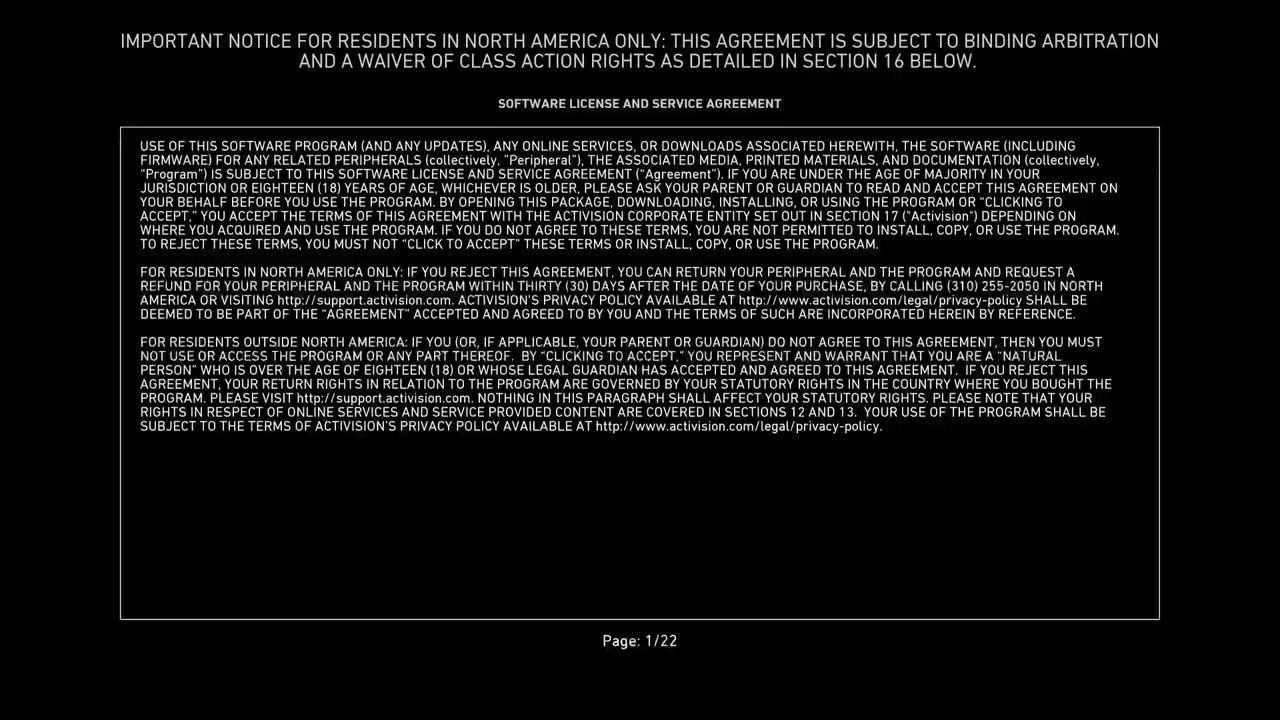 IMPORTANT NOTICE FOR RESIDENTS IN NORTH AMERICA ONLY: THIS AGREEMENT IS SUBJECT TO BINDING ARBITRATION
AND A WAIVER OF CLASS ACTION RIGHTS AS DETAILED IN SECTION 16 BELOW.
SOFTWARE LICENSE AND SERVICE AGREEMENT
USE OF THIS SOFTWARE PROGRAM (AND ANY UPDATES), ANY ONLINE SERVICES, OR DOWNLOADS ASSOCIATED HEREWITH, THE SOFTWARE (INCLUDING
FIRMWARE) FOR ANY RELATED PERIPHERALS (collectively, "Peripheral"), THE ASSOCIATED MEDIA, PRINTED MATERIALS, AND DOCUMENTATION (collectively,
"Program") IS SUBJECT TO THIS SOFTWARE LICENSE AND SERVICE AGREEMENT (“Agreement”). IF YOU ARE UNDER THE AGE OF MAJORITY IN YOUR
JURISDICTION OR EIGHTEEN (18) YEARS OF AGE, WHICHEVER IS OLDER, PLEASE ASK YOUR PARENT OR GUARDIAN TO READ AND ACCEPT THIS AGREEMENT ON
YOUR BEHALF BEFORE YOU USE THE PROGRAM. BY OPENING THIS PACKAGE, DOWNLOADING, INSTALLING, OR USING THE PROGRAM OR “CLICKING TO
ACCEPT,” YOU ACCEPT THE TERMS OF THIS AGREEMENT WITH THE ACTIVISION CORPORATE ENTITY SET OUT IN SECTION 17 ("Activision") DEPENDING ON
WHERE YOU ACQUIRED AND USE THE PROGRAM. IF YOU DO NOT AGREE TO THESE TERMS, YOU ARE NOT PERMITTED TO INSTALL, COPY, OR USE THE PROGRAM.
TO REJECT THESE TERMS, YOU MUST NOT “CLICK TO ACCEPT” THESE TERMS OR INSTALL, COPY, OR USE THE PROGRAM.
FOR RESIDENTS IN NORTH AMERICA ONLY: IF YOU REJECT THIS AGREEMENT, YOU CAN RETURN YOUR PERIPHERAL AND THE PROGRAM AND REQUEST A
REFUND FOR YOUR PERIPHERAL AND THE PROGRAM WITHIN THIRTY (30) DAYS AFTER THE DATE OF YOUR PURCHASE, BY CALLING (310) 255-2050 IN NORTH
AMERICA OR VISITING http://support.activision.com. ACTIVISION’S PRIVACY POLICY AVAILABLE AT http://www.activision.com/legal/privacy-policy SHALL BE
DEEMED TO BE PART OF THE “AGREEMENT” ACCEPTED AND AGREED TO BY YOU AND THE TERMS OF SUCH ARE INCORPORATED HEREIN BY REFERENCE.
FOR RESIDENTS OUTSIDE NORTH AMERICA: IF YOU (OR, IF APPLICABLE, YOUR PARENT OR GUARDIAN) DO NOT AGREE TO THIS AGREEMENT, THEN YOU MUST
NOT USE OR ACCESS THE PROGRAM OR ANY PART THEREOF. BY “CLICKING TO ACCEPT,” YOU REPRESENT AND WARRANT THAT YOU ARE A “NATURAL
PERSON” WHO IS OVER THE AGE OF EIGHTEEN (18) OR WHOSE LEGAL GUARDIAN HAS ACCEPTED AND AGREED TO THIS AGREEMENT. IF YOU REJECT THIS
AGREEMENT, YOUR RETURN RIGHTS IN RELATION TO THE PROGRAM ARE GOVERNED BY YOUR STATUTORY RIGHTS IN THE COUNTRY WHERE YOU BOUGHT THE
PROGRAM. PLEASE VISIT http://support.activision.com. NOTHING IN THIS PARAGRAPH SHALL AFFECT YOUR STATUTORY RIGHTS. PLEASE NOTE THAT YOUR
RIGHTS IN RESPECT OF ONLINE SERVICES AND SERVICE PROVIDED CONTENT ARE COVERED IN SECTIONS 12 AND 13. YOUR USE OF THE PROGRAM SHALL BE
SUBJECT TO THE TERMS OF ACTIVISION’S PRIVACY POLICY AVAILABLE AT http://www.activision.com/legal/privacy-policy.
Page: 1/22